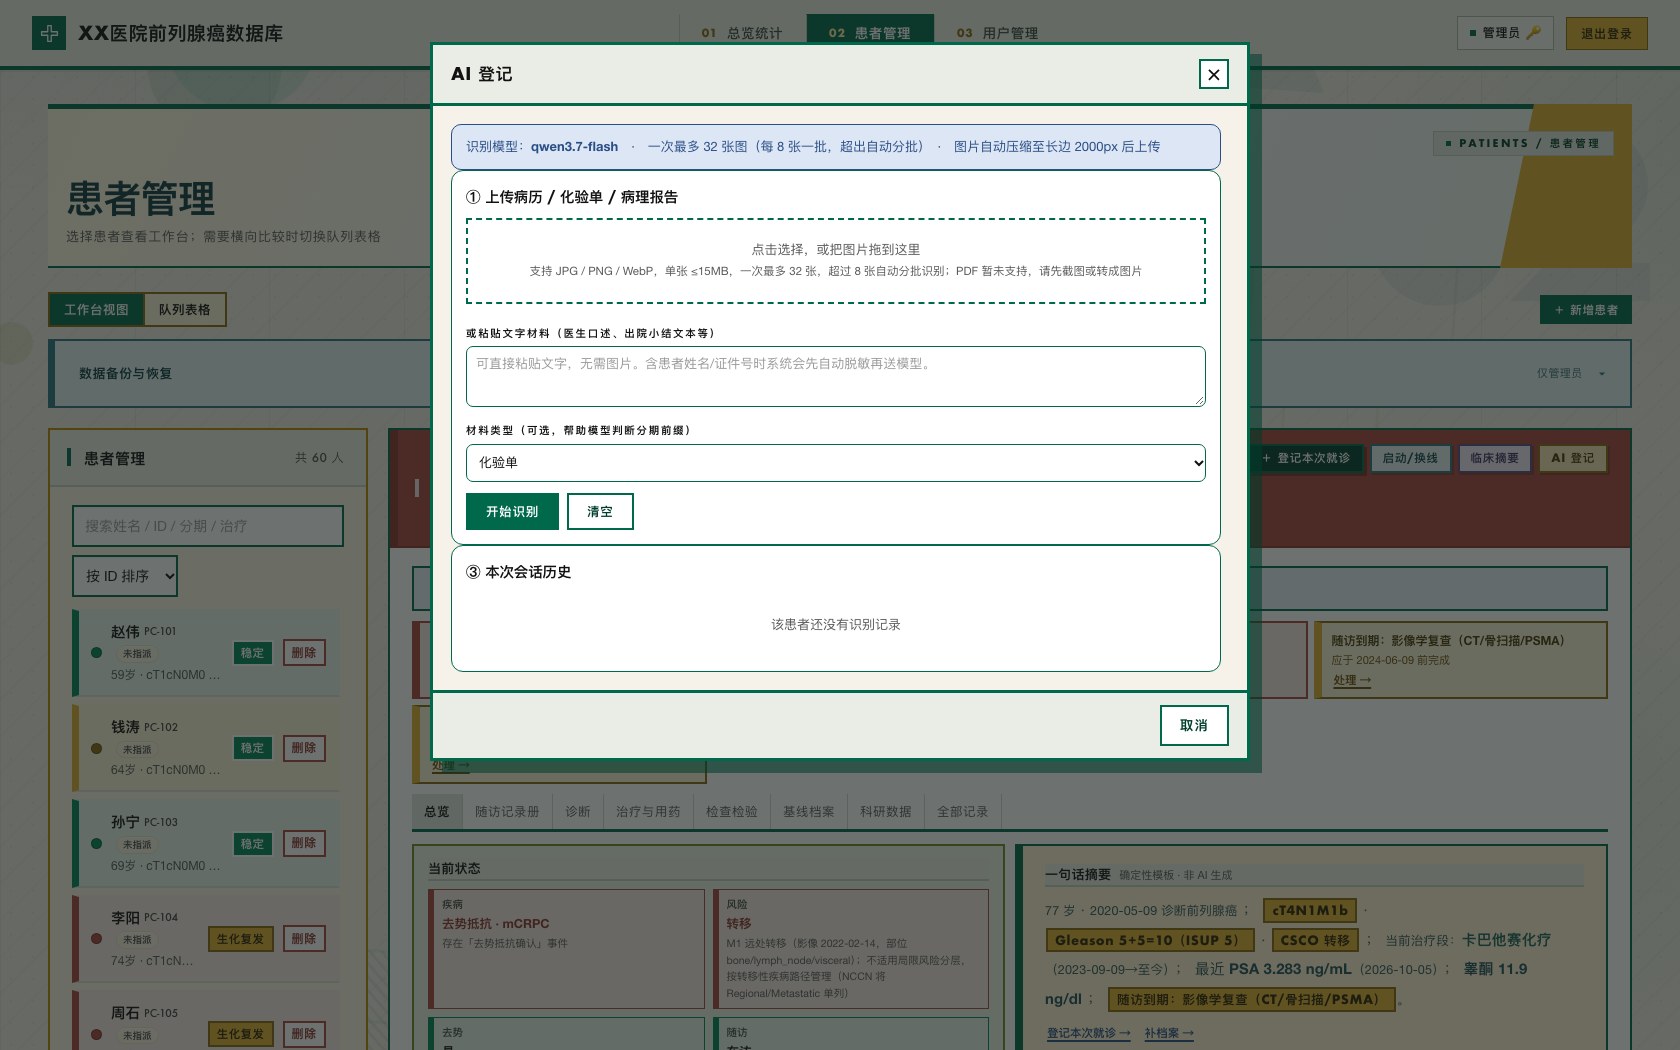 XX医院前列腺癌数据库
01 总览统计
02 患者管理
03 用户管理
管理员
退出登录
PATIENTS / 患者管理
患者管理
选择患者查看工作台；需要横向比较时切换队列表格
工作台视图
队列表格
+ 新增患者
数据备份与恢复
仅管理员
患者管理
共 60 人
搜索姓名 / ID / 分期 / 治疗
按 ID 排序
赵伟 PC-101
未指派
稳定
删除
59岁 · cT1cN0M0 ...
钱涛 PC-102
未指派
稳定
删除
64岁 · cT1cN0M0 ...
孙宁 PC-103
未指派
稳定
删除
69岁 · cT1cN0M0 ...
李阳 PC-104
未指派
生化复发
删除
74岁 · cT1cN...
周石 PC-105
未指派
生化复发
删除
AI 登记
识别模型：qwen3.7-flash · 一次最多 32 张图（每 8 张一批，超出自动分批） · 图片自动压缩至长边 2000px 后上传
① 上传病历 / 化验单 / 病理报告
点击选择，或把图片拖到这里
支持 JPG / PNG / WebP，单张 ≤15MB，一次最多 32 张，超过 8 张自动分批识别；PDF 暂未支持，请先截图或转成图片
或粘贴文字材料（医生口述、出院小结文本等）
可直接粘贴文字，无需图片。含患者姓名/证件号时系统会先自动脱敏再送模型。
材料类型（可选，帮助模型判断分期前缀）
化验单
开始识别
清空
③ 本次会话历史
该患者还没有识别记录
取消
+ 登记本次就诊
启动/换线
临床摘要
AI 登记
随访到期：影像学复查（CT/骨扫描/PSMA）
应于 2024-06-09 前完成
处理 →
处理 →
总览
随访记录册
诊断
治疗与用药
检查检验
基线档案
科研数据
全部记录
当前状态
疾病
去势抵抗 · mCRPC
存在「去势抵抗确认」事件
风险
转移
M1 远处转移（影像 2022-02-14，部位
bone/lymph_node/visceral）；不适用局限风险分层，
按转移性疾病路径管理（NCCN 将
Regional/Metastatic 单列）
去势
随访
一句话摘要 确定性模板 · 非 AI 生成
77 岁 · 2020-05-09 诊断前列腺癌； cT4N1M1b ·
Gleason 5+5=10（ISUP 5） · CSCO 转移 ； 当前治疗段：卡巴他赛化疗
（2023-09-09→至今）； 最近 PSA 3.283 ng/mL（2026-10-05）； 睾酮 11.9
ng/dl ； 随访到期：影像学复查（CT/骨扫描/PSMA） 。
登记本次就诊 → 补档案 →